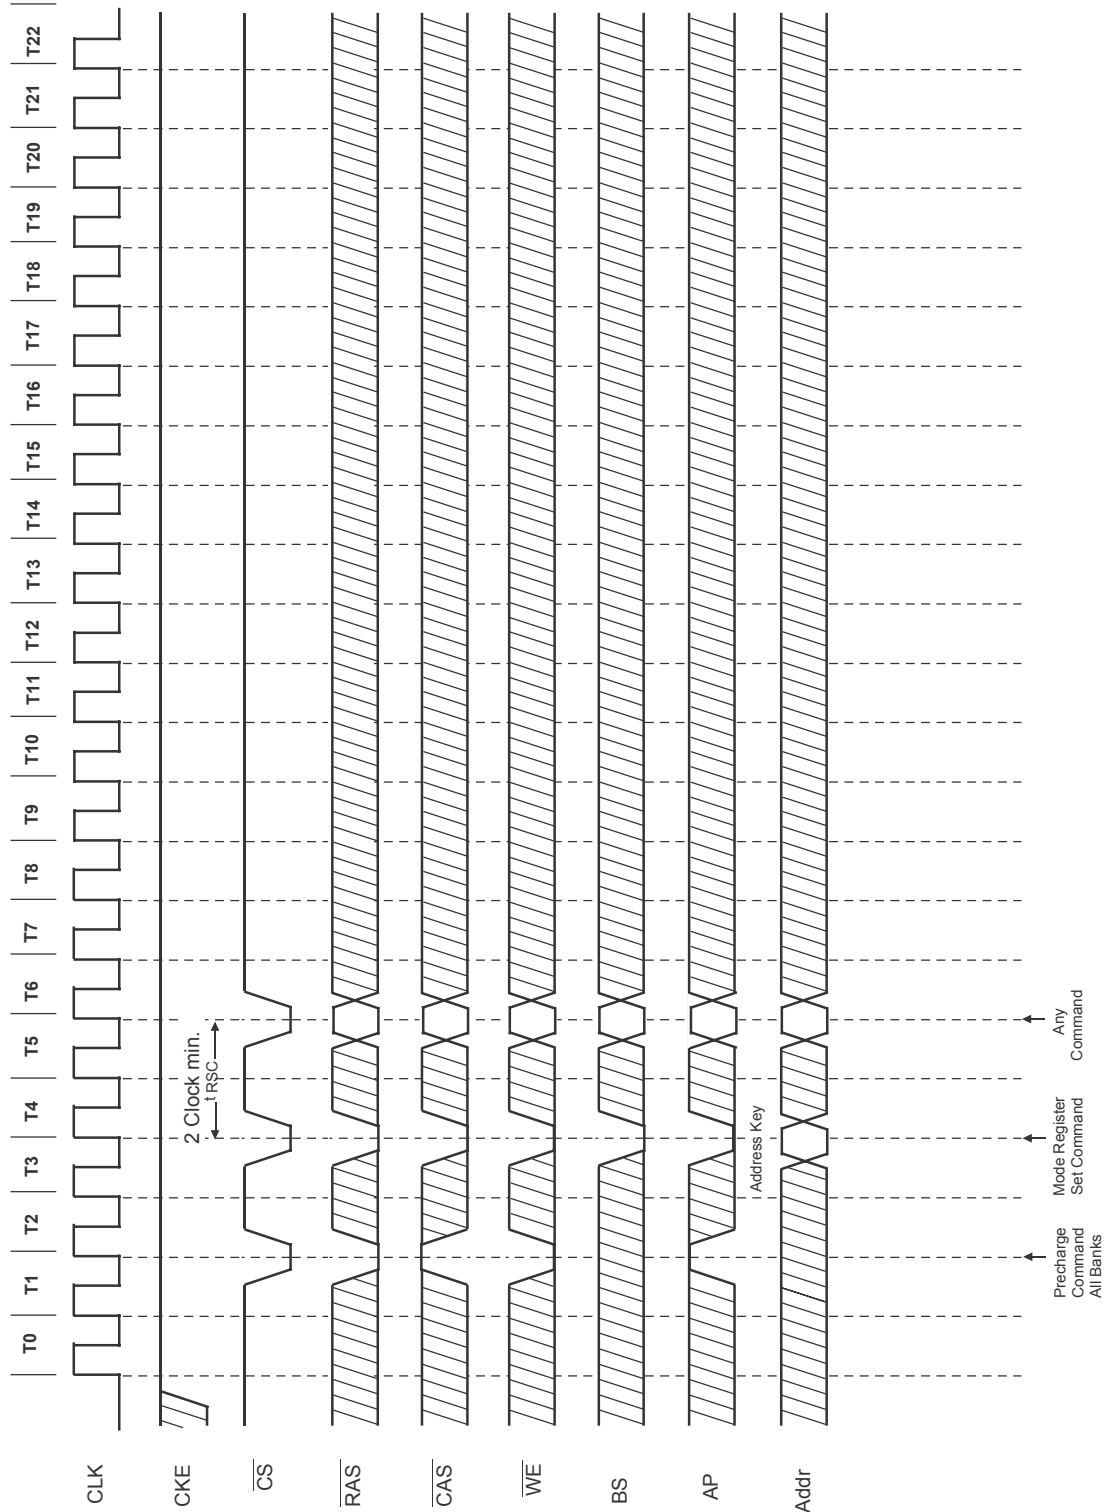 T0 T1 T2 T3 T4 T5 T6 T7 T8 T9 T10 T11 T12 T13 T14 T15 T16 T17 T18 T19 T20 T21 T22
CLK
CKE
2 Clock min.
tRSC
CS
RAS
CAS
WE
BS
AP
Address Key
Addr
Precharge
Command
All Banks
Mode Register
Set Command
Any
Command